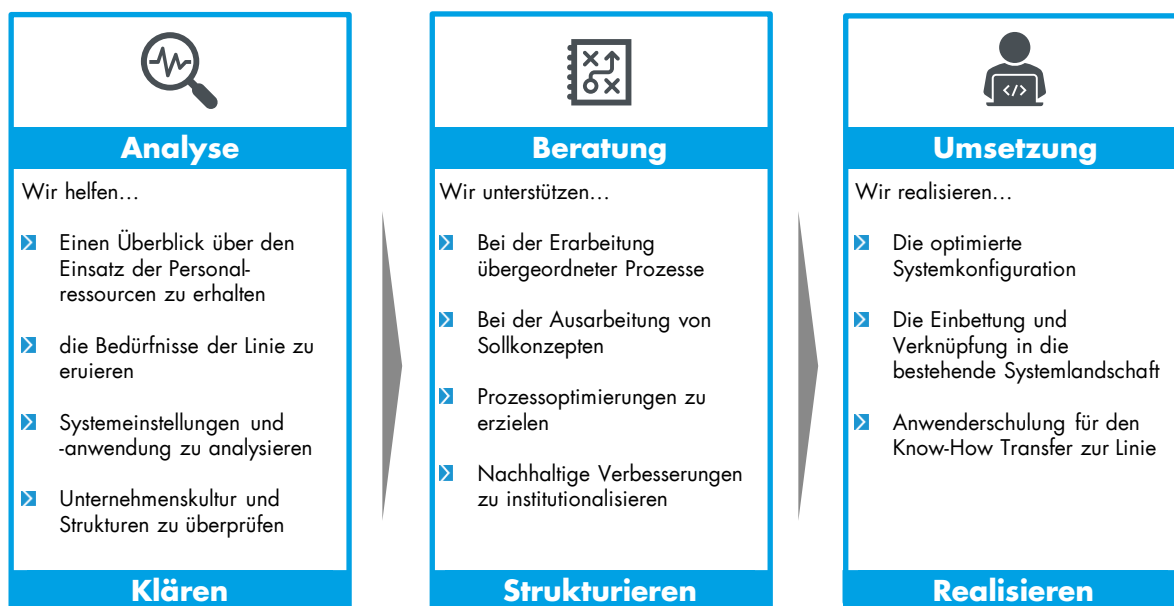 Analyse
Wir helfen...
Einen Überblick über den
Einsatz der Personal-
ressourcen zu erhalten
die Bedürfnisse der Linie zu
eruieren
Systemeinstellungen und
-anwendung zu analysieren
Unternehmenskultur und
Strukturen zu überprüfen
Klären
Beratung
Wir unterstützen...
Bei der Erarbeitung
übergeordneter Prozesse
Bei der Ausarbeitung von
Sollkonzepten
Prozessoptimierungen zu
erzielen
Nachhaltige Verbesserungen
zu institutionalisieren
Strukturieren
</>
Umsetzung
Wir realisieren...
Die optimierte
Systemkonfiguration
Die Einbettung und
Verknüpfung in die
bestehende Systemlandschaft
Anwenderschulung für den
Know-How Transfer zur Linie
Realisieren